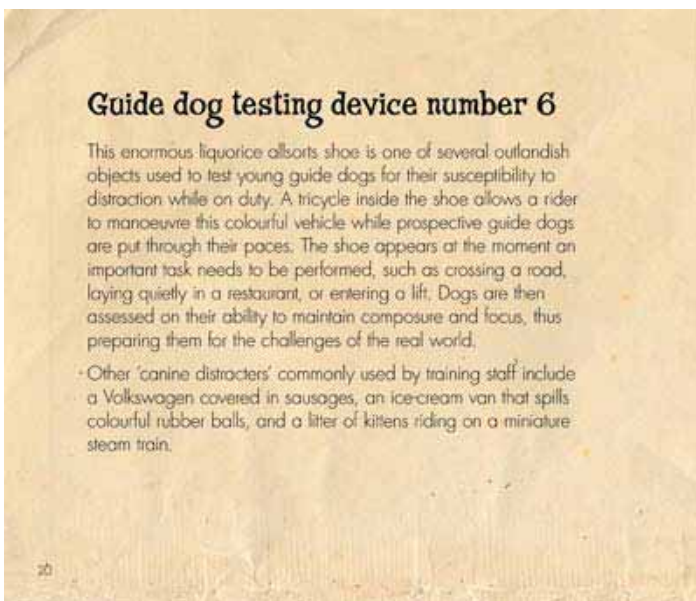 Guide dog testing device number 6
This enormous liquorice allsorts shoe is one of several outlandish
objects used to test young guide dogs for their susceptibility to
distraction while on duty. A tricycle inside the shoe allows a rider
to manoeuvre this colourful vehicle while prospective guide dogs
are put through their paces. The shoe appears at the moment an
important task needs to be performed, such as crossing a road,
laying quietly in a restaurant, or entering a lift. Dogs are then
assessed on their ability to maintain composure and focus, thus
preparing them for the challenges of the real world.
Other 'canine distracters' commonly used by training staff include
a Volkswagen covered in sausages, an ice-cream van that spills
colourful rubber balls, and a litter of kittens riding on a miniature
steam train.
20